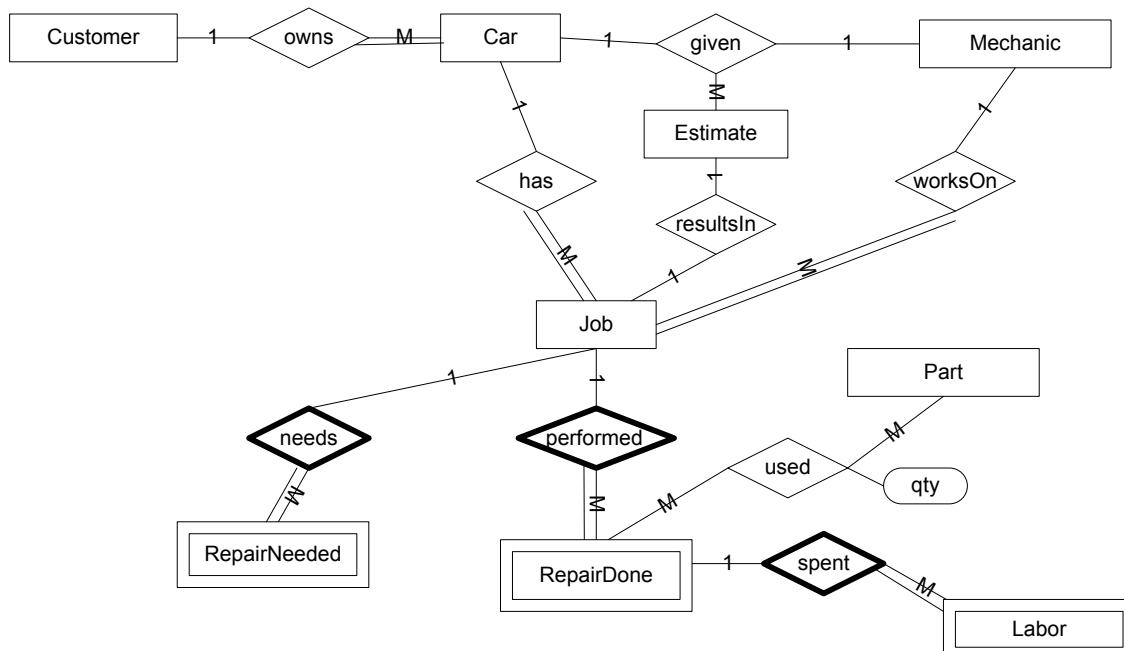 Customer 1 owns M Car 1 given 1 Mechanic
M
1
Estimate
1
1
has
worksOn
resultsIn
M
1
M
Job
1
1
Part
needs
performed
M
used
qty
M
M
M
RepairNeeded
RepairDone
1
spent
M
Labor